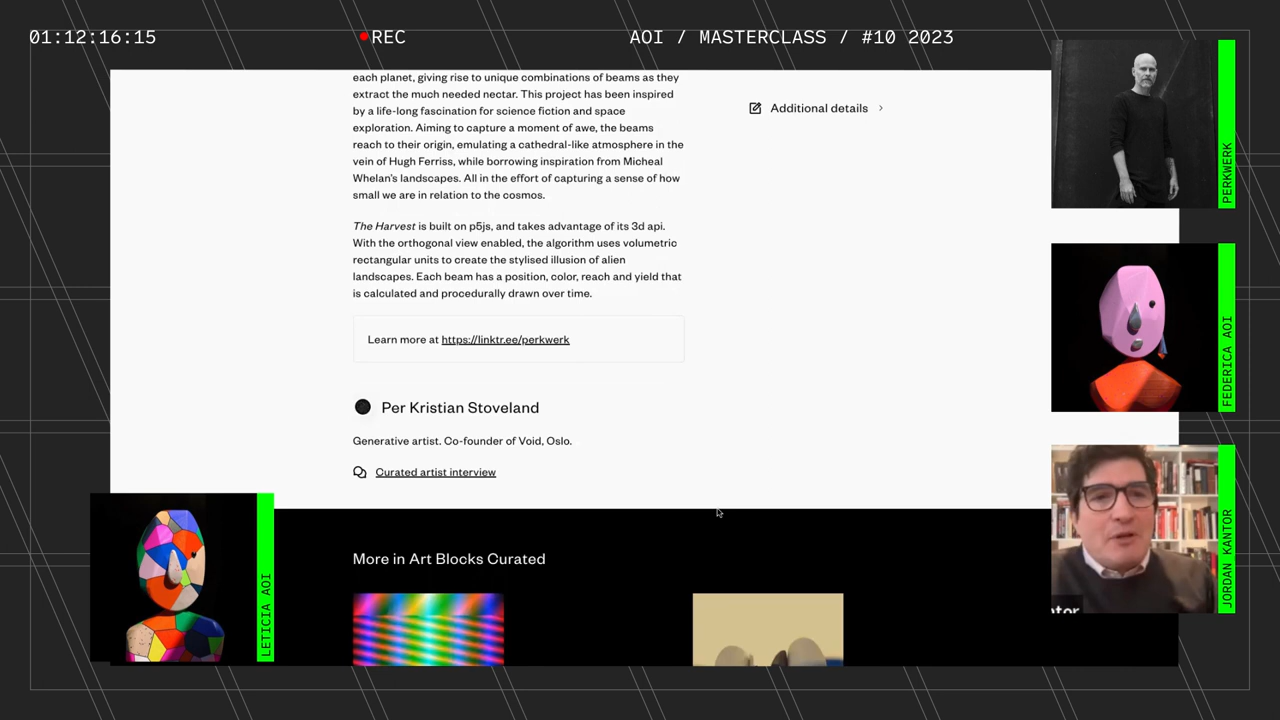 01:12:16:15
REC
AOI / MASTERCLASS / #10 2023
each planet, giving rise to unique combinations of beams as they
extract the much needed nectar. This project has been inspired
by a life-long fascination for science fiction and space
exploration. Aiming to capture a moment of awe, the beams
reach to their origin, emulating a cathedral-like atmosphere in the
vein of Hugh Ferriss, while borrowing inspiration from Micheal
Whelan's landscapes. All in the effort of capturing a sense of how
small we are in relation to the cosmos.
The Harvest is built on p5js, and takes advantage of its 3d api.
With the orthogonal view enabled, the algorithm uses volumetric
rectangular units to create the stylised illusion of alien
landscapes. Each beam has a position, color, reach and yield that
is calculated and procedurally drawn over time.
Learn more at https://linktr.ee/perkwerk
Per Kristian Stoveland
Generative artist. Co-founder of Void, Oslo.
Curated artist interview
More in Art Blocks Curated
Additional details
PERKWERK
FEDERICA AOI
JORDAN KANTOR
LETICIA AOI